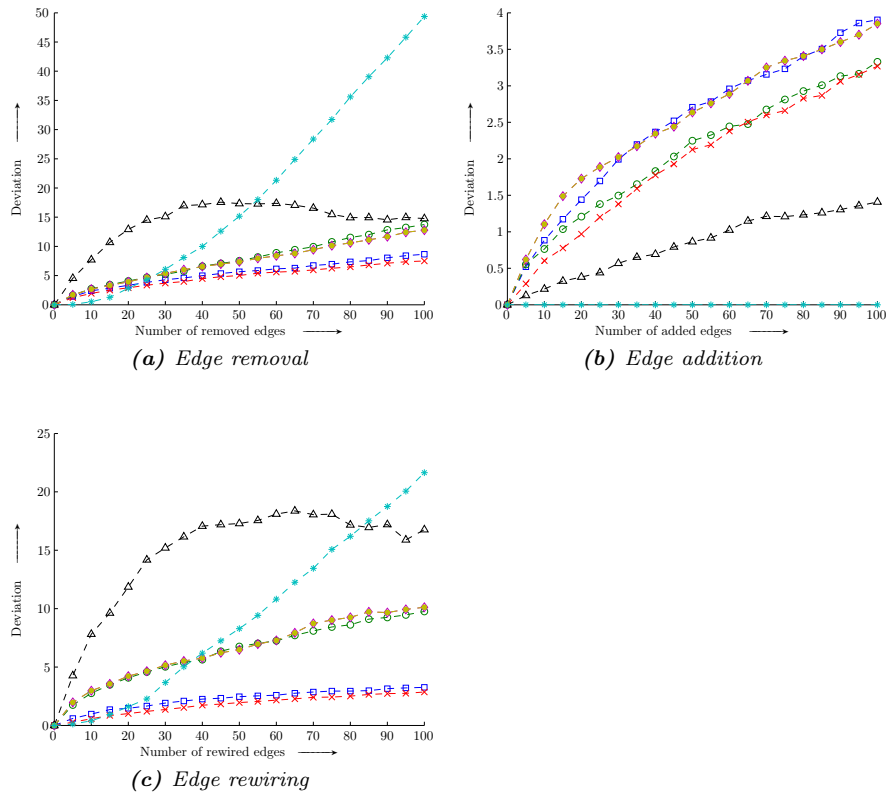 50
45
40
35
30
25
20
15
10
5
0
Deviation
0 10 20 30 40 50 60 70 80 90 100
Number of removed edges
(a) Edge removal
4
3.5
3
2.5
2
1.5
1
0.5
0
Deviation
0 10 20 30 40 50 60 70 80 90 100
Number of added edges
(b) Edge addition
25
20
15
10
5
0
Deviation
0 10 20 30 40 50 60 70 80 90 100
Number of rewired edges
(c) Edge rewiring